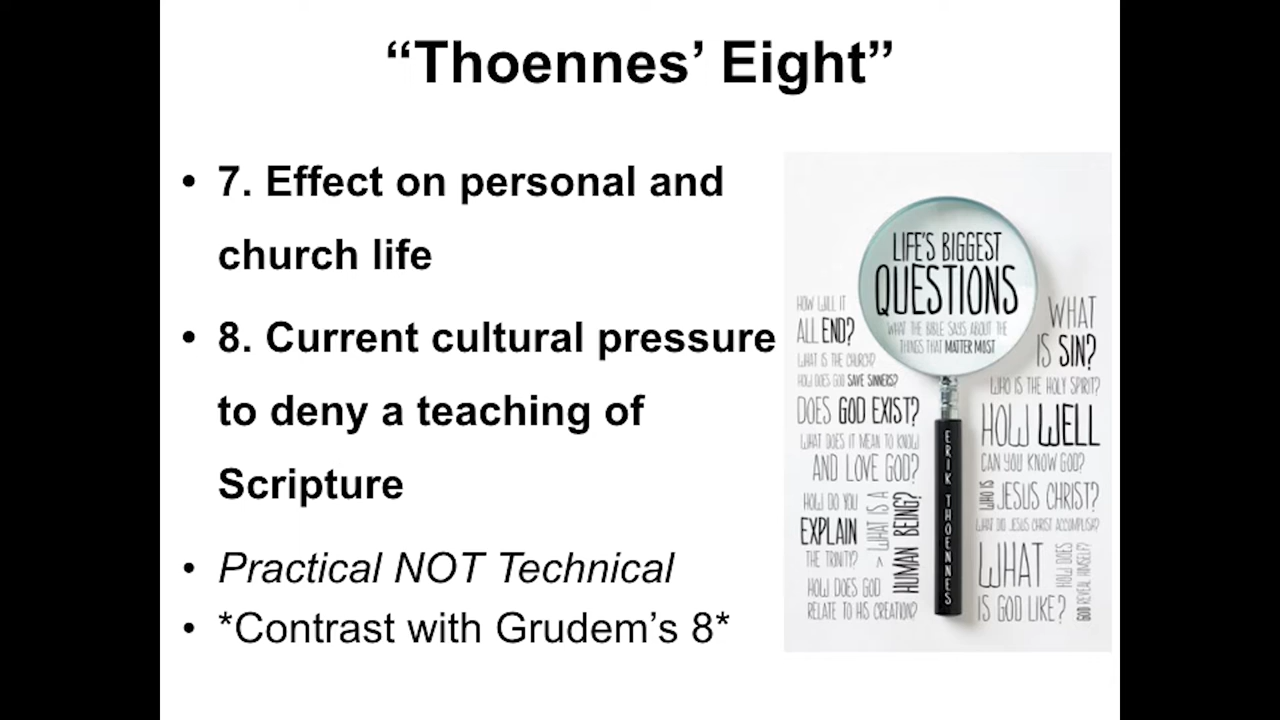 “Thoennes’ Eight”
• 7. Effect on personal and
church life
• 8. Current cultural pressure
to deny a teaching of
Scripture
• Practical NOT Technical
• *Contrast with Grudem’s 8*
LIFE'S BIGGEST
QUESTIONS
WHAT THE BIBLE SAYS ABOUT THE
THINGS THAT MATTER MOST
HOW WILL IT
ALL END?
WHAT IS THE CHURCH?
HOW DOES GOD SAVE SINNERS?
DOES GOD EXIST?
WHAT DOES IT MEAN TO KNOW
AND LOVE GOD?
HOW DO YOU
EXPLAIN
THE TRINITY?
WHAT IS A
HUMAN BEING?
HOW DOES GOD
RELATE TO HIS CREATION?
ERIK THOENNES
WHAT
IS SIN?
WHO IS THE HOLY SPIRIT?
HOW WELL
CAN YOU KNOW GOD?
WHO IS
JESUS CHRIST?
WHAT DID JESUS CHRIST ACCOMPLISH?
WHAT
IS GOD LIKE?
HOW DOES
GOD REVEAL HIMSELF?